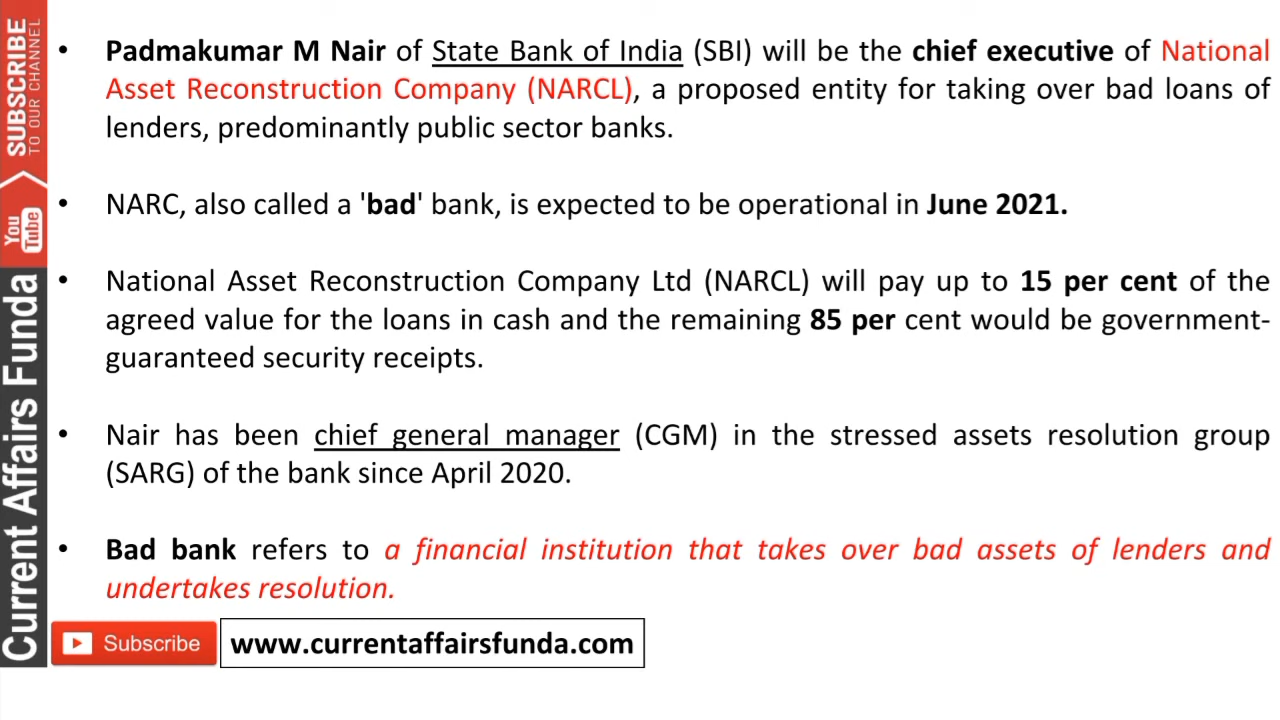 • Padmakumar M Nair of State Bank of India (SBI) will be the chief executive of National
Asset Reconstruction Company (NARCL), a proposed entity for taking over bad loans of
lenders, predominantly public sector banks.
• NARC, also called a 'bad' bank, is expected to be operational in June 2021.
• National Asset Reconstruction Company Ltd (NARCL) will pay up to 15 per cent of the
agreed value for the loans in cash and the remaining 85 per cent would be government-
guaranteed security receipts.
• Nair has been chief general manager (CGM) in the stressed assets resolution group
(SARG) of the bank since April 2020.
• Bad bank refers to a financial institution that takes over bad assets of lenders and
undertakes resolution.
Subscribe
www.currentaffairsfunda.com
SUBSCRIBE
TO OUR CHANNEL
You
Tube
Current Affairs Funda